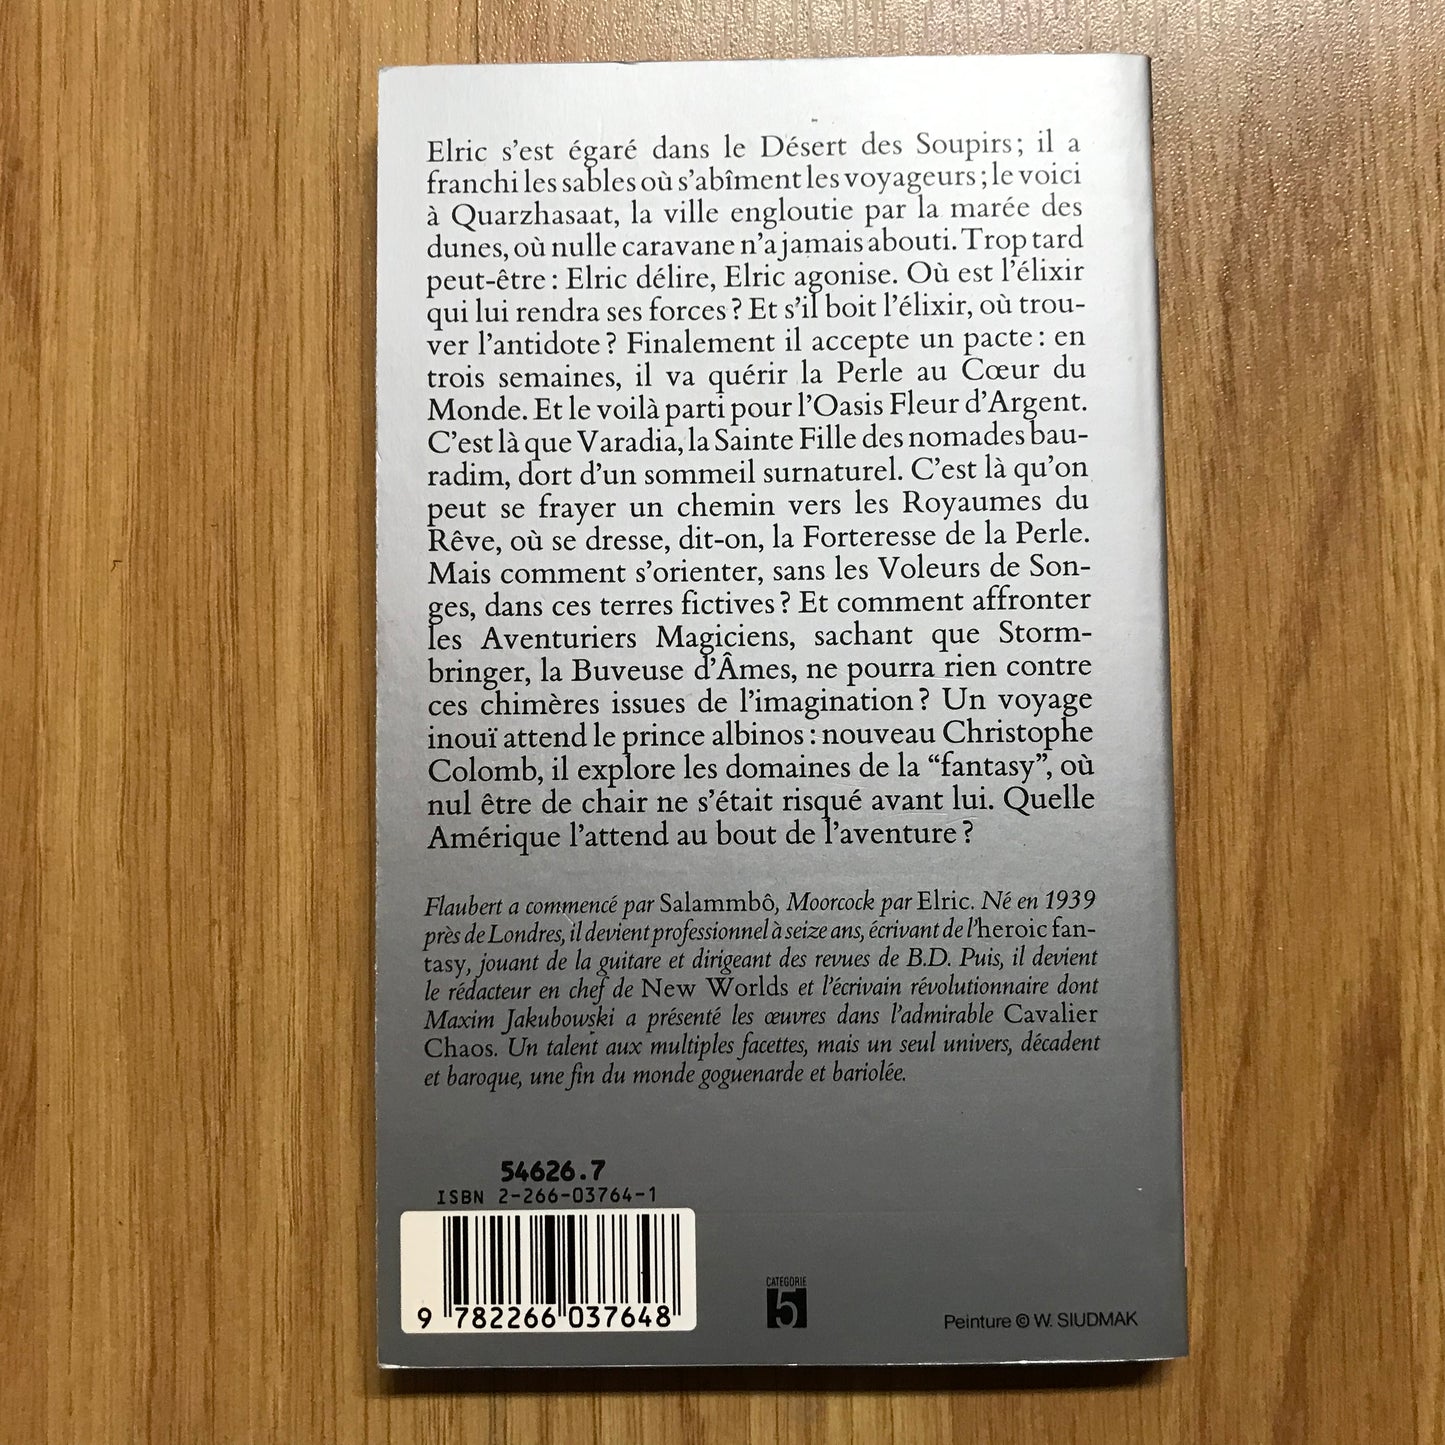 Elric s'est égaré dans le Désert des Soupirs ; il a
franchi les sables où s'abîment les voyageurs ; le voici
à Quarzhasaat, la ville engloutie par la marée des
dunes, où nulle caravane n'a jamais abouti. Trop tard
peut-être : Elric délire, Elric agonise. Où est l'élixir
qui lui rendra ses forces ? Et s'il boit l'élixir, où trou-
ver l'antidote ? Finalement il accepte un pacte : en
trois semaines, il va quérir la Perle au Cœur du
Monde. Et le voilà parti pour l'Oasis Fleur d'Argent.
C'est là que Varadia, la Sainte Fille des nomades bau-
radim, dort d'un sommeil surnaturel. C'est là qu'on
peut se frayer un chemin vers les Royaumes du
Rêve, où se dresse, dit-on, la Forteresse de la Perle.
Mais comment s'orienter, sans les Voleurs de Son-
ges, dans ces terres fictives ? Et comment affronter
les Aventuriers Magiciens, sachant que Storm-
bringer, la Buveuse d'Âmes, ne pourra rien contre
ces chimères issues de l'imagination ? Un voyage
inouï attend le prince albinos : nouveau Christophe
Colomb, il explore les domaines de la "fantasy", où
nul être de chair ne s'était risqué avant lui. Quelle
Amérique l'attend au bout de l'aventure ?
Flaubert a commencé par Salammbô, Moorcock par Elric. Né en 1939
près de Londres, il devient professionnel à seize ans, écrivant de l'heroic fan-
tasy, jouant de la guitare et dirigeant des revues de B.D. Puis, il devient
le rédacteur en chef de New Worlds et l'écrivain révolutionnaire dont
Maxim Jakubowski a présenté les œuvres dans l'admirable Cavalier
Chaos. Un talent aux multiples facettes, mais un seul univers, décadent
et baroque, une fin du monde goguenarde et bariolée.
54626.7
ISBN 2-266-03764-1
9 782266 037648
CATEGORIE
5
Peinture © W. SIUDMAK